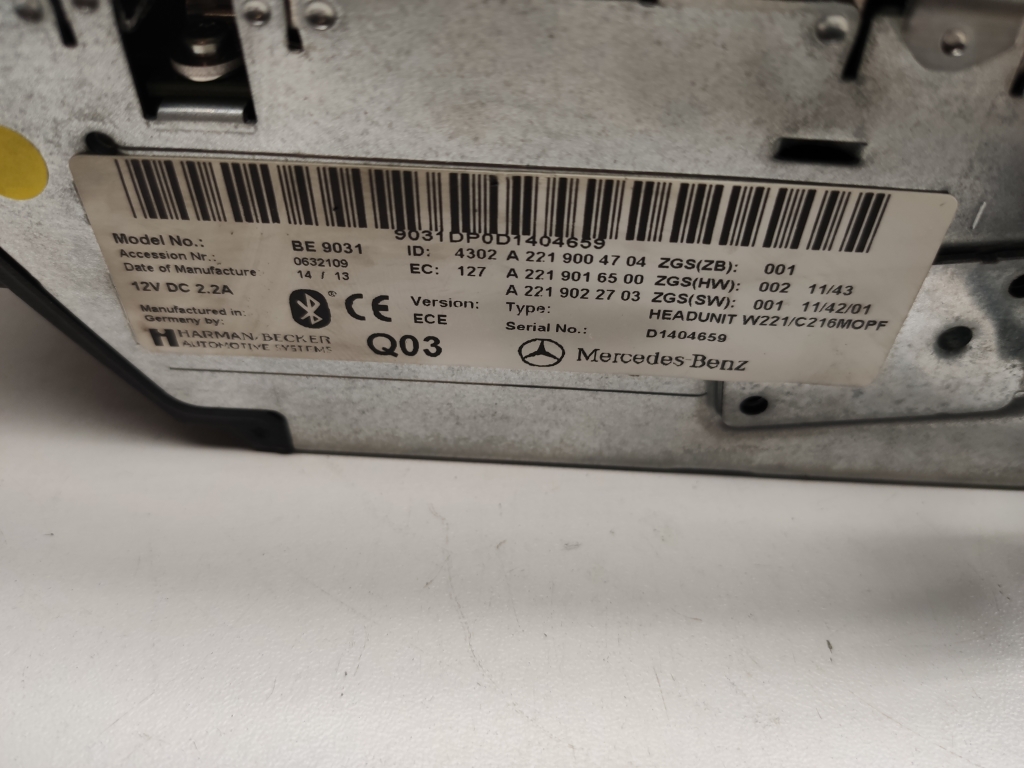 9031DP0D1404659
Model No.: BE 9031 ID: 4302 A 221 900 47 04 ZGS(ZB): 001
Accession Nr.: 0632109 EC: 127 A 221 901 65 00 ZGS(HW): 002 11/43
Date of Manufacture 14 / 13 A 221 902 27 03 ZGS(SW): 001 11/42/01
12V DC 2.2A Version: Type: HEADUNIT W221/C216MOPF
ECE Serial No.: D1404659
Manufactured in:
Germany by:
HARMAN/BECKER
AUTOMOTIVE SYSTEMS
CE
Q03 Mercedes-Benz